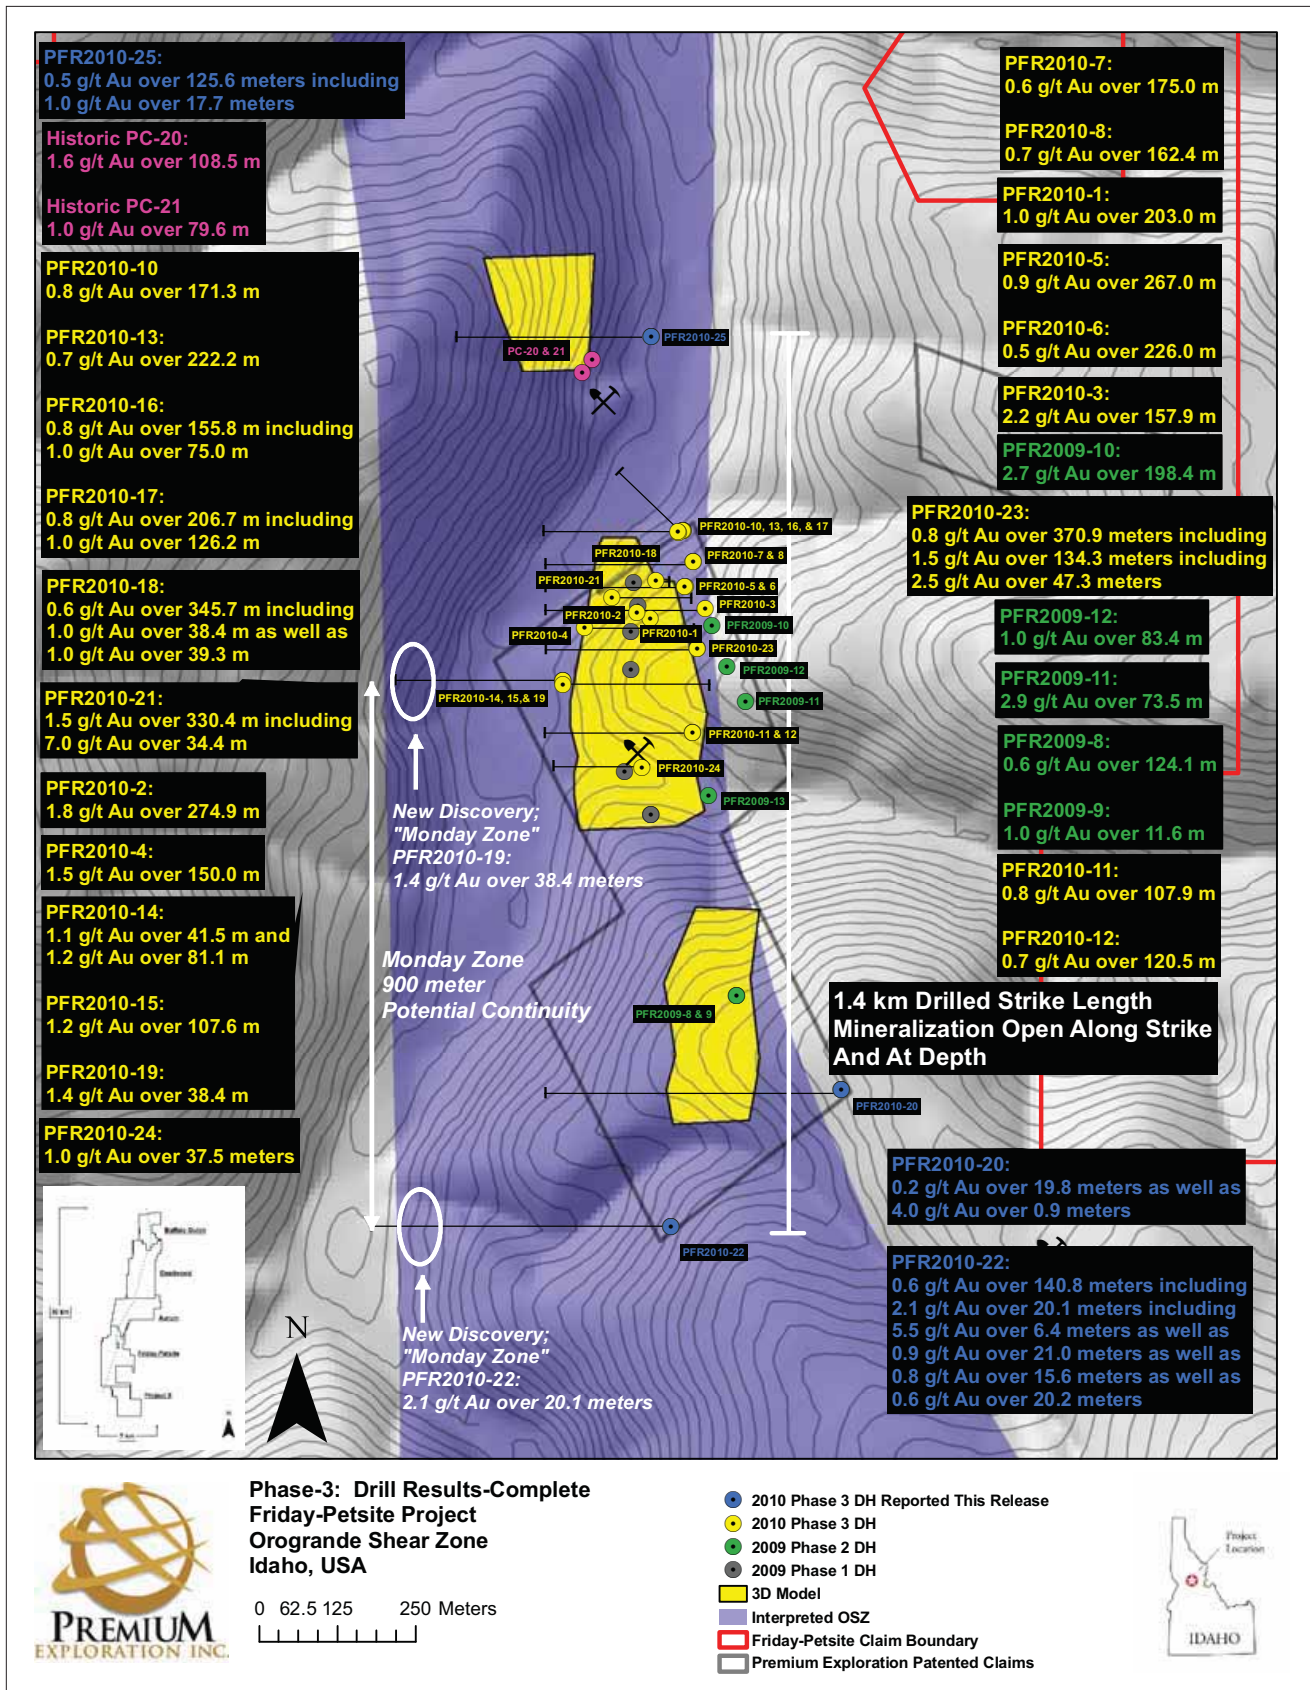 PFR2010-25:
0.5 g/t Au over 125.6 meters including
1.0 g/t Au over 17.7 meters
Historic PC-20:
1.6 g/t Au over 108.5 m
Historic PC-21
1.0 g/t Au over 79.6 m
PFR2010-10
0.8 g/t Au over 171.3 m
PFR2010-13:
0.7 g/t Au over 222.2 m
PFR2010-16:
0.8 g/t Au over 155.8 m including
1.0 g/t Au over 75.0 m
PFR2010-17:
0.8 g/t Au over 206.7 m including
1.0 g/t Au over 126.2 m
PFR2010-18:
0.6 g/t Au over 345.7 m including
1.0 g/t Au over 38.4 m as well as
1.0 g/t Au over 39.3 m
PFR2010-21:
1.5 g/t Au over 330.4 m including
7.0 g/t Au over 34.4 m
PFR2010-2:
1.8 g/t Au over 274.9 m
PFR2010-4:
1.5 g/t Au over 150.0 m
PFR2010-14:
1.1 g/t Au over 41.5 m and
1.2 g/t Au over 81.1 m
PFR2010-15:
1.2 g/t Au over 107.6 m
PFR2010-19:
1.4 g/t Au over 38.4 m
PFR2010-24:
1.0 g/t Au over 37.5 meters
PFR2010-25
PC-20 & 21
PFR2010-10, 13, 16, & 17
PFR2010-18
PFR2010-7 & 8
PFR2010-21
PFR2010-5 & 6
PFR2010-3
PFR2010-2
PFR2009-10
PFR2010-4
PFR2010-1
PFR2010-23
PFR2009-12
PFR2010-14, 15,& 19
PFR2009-11
PFR2010-11 & 12
PFR2010-24
PFR2009-13
New Discovery;
"Monday Zone"
PFR2010-19:
1.4 g/t Au over 38.4 meters
Monday Zone
900 meter
Potential Continuity
PFR2009-8 & 9
PFR2010-20
PFR2010-22
New Discovery;
"Monday Zone"
PFR2010-22:
2.1 g/t Au over 20.1 meters
PFR2010-7:
0.6 g/t Au over 175.0 m
PFR2010-8:
0.7 g/t Au over 162.4 m
PFR2010-1:
1.0 g/t Au over 203.0 m
PFR2010-5:
0.9 g/t Au over 267.0 m
PFR2010-6:
0.5 g/t Au over 226.0 m
PFR2010-3:
2.2 g/t Au over 157.9 m
PFR2009-10:
2.7 g/t Au over 198.4 m
PFR2010-23:
0.8 g/t Au over 370.9 meters including
1.5 g/t Au over 134.3 meters including
2.5 g/t Au over 47.3 meters
PFR2009-12:
1.0 g/t Au over 83.4 m
PFR2009-11:
2.9 g/t Au over 73.5 m
PFR2009-8:
0.6 g/t Au over 124.1 m
PFR2009-9:
1.0 g/t Au over 11.6 m
PFR2010-11:
0.8 g/t Au over 107.9 m
PFR2010-12:
0.7 g/t Au over 120.5 m
1.4 km Drilled Strike Length
Mineralization Open Along Strike
And At Depth
PFR2010-20:
0.2 g/t Au over 19.8 meters as well as
4.0 g/t Au over 0.9 meters
PFR2010-22:
0.6 g/t Au over 140.8 meters including
2.1 g/t Au over 20.1 meters including
5.5 g/t Au over 6.4 meters as well as
0.9 g/t Au over 21.0 meters as well as
0.8 g/t Au over 15.6 meters as well as
0.6 g/t Au over 20.2 meters
Friday-Petsite
N
PREMIUM
EXPLORATION INC.
Phase-3: Drill Results-Complete
Friday-Petsite Project
Orogrande Shear Zone
Idaho, USA
0 62.5 125 250 Meters
2010 Phase 3 DH Reported This Release
2010 Phase 3 DH
2009 Phase 2 DH
2009 Phase 1 DH
3D Model
Interpreted OSZ
Friday-Petsite Claim Boundary
Premium Exploration Patented Claims
Project
Location
IDAHO